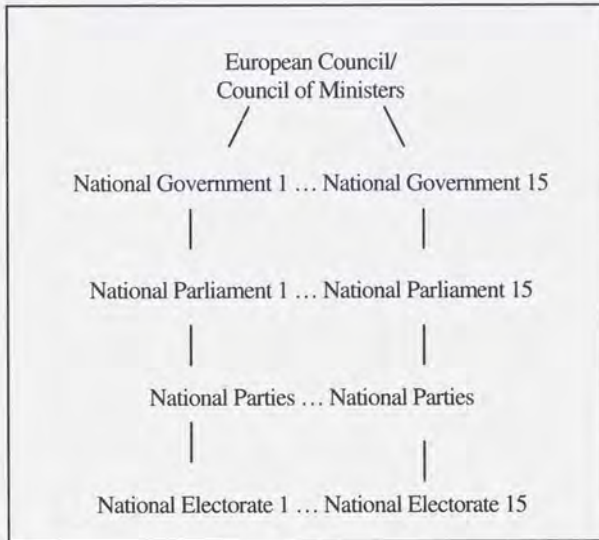 European Council/
Council of Ministers
National Government 1 … National Government 15
National Parliament 1 … National Parliament 15
National Parties … National Parties
National Electorate 1 … National Electorate 15